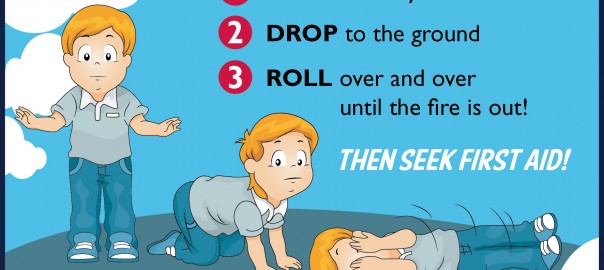 2 DROP to the ground
3 ROLL over and over
until the fire is out!
THEN SEEK FIRST AID!